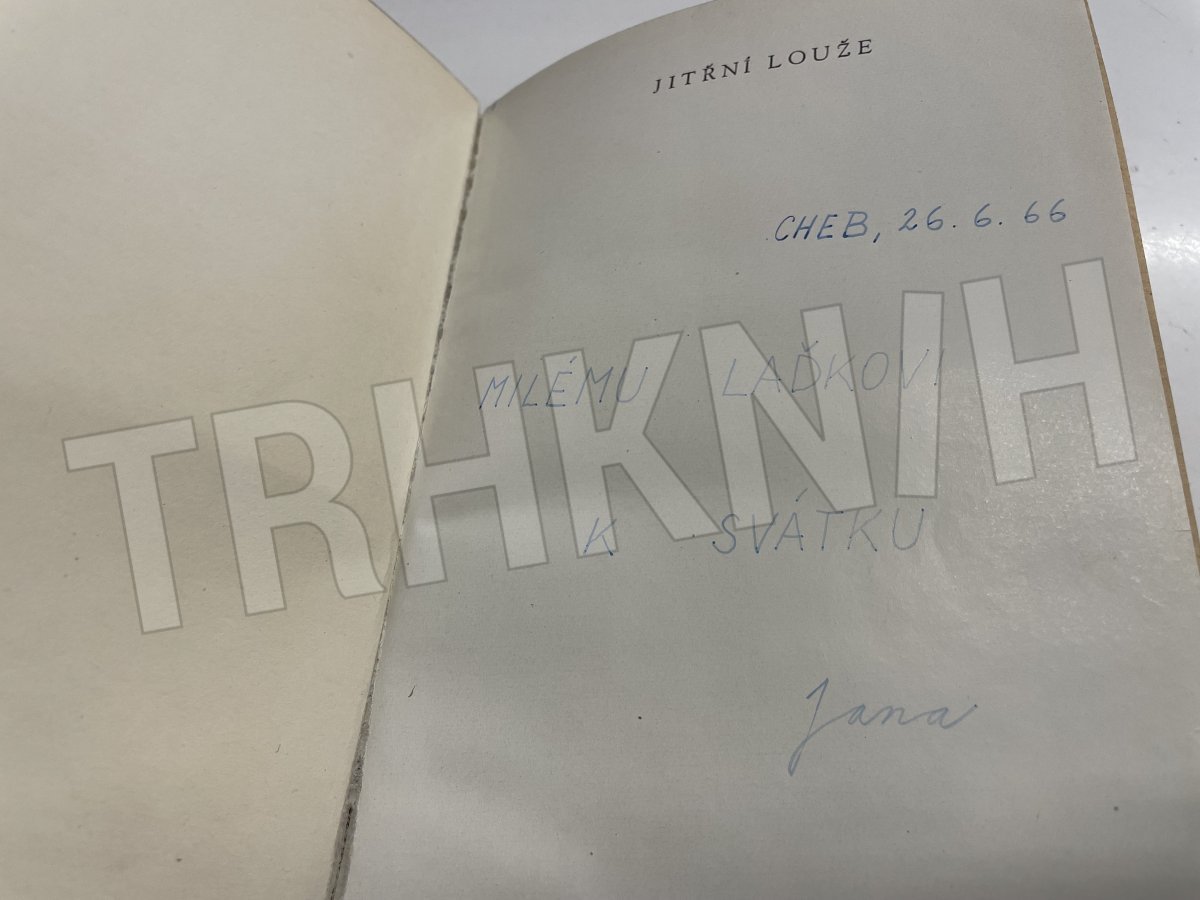 JITŘNÍ LOUŽE
CHEB, 26. 6. 66
MILÉMU LAĎKOVI
K SVÁTKU
Jana
TRHKNIH